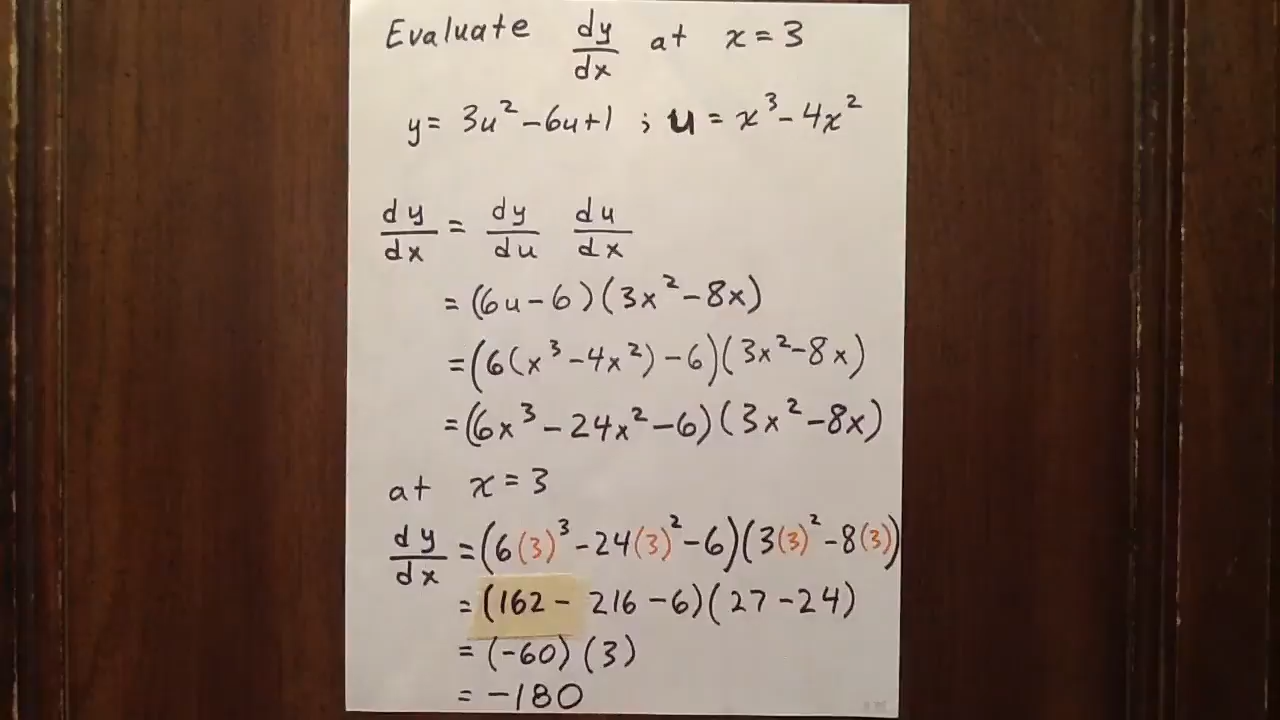 Evaluate dy/dx at x = 3
y = 3u² - 6u + 1 ; u = x³ - 4x²
dy/dx = dy/du du/dx
= (6u - 6)(3x² - 8x)
= (6(x³ - 4x²) - 6)(3x² - 8x)
= (6x³ - 24x² - 6)(3x² - 8x)
at x = 3
dy/dx = (6(3)³ - 24(3)² - 6)(3(3)² - 8(3))
= (162 - 216 - 6)(27 - 24)
= (-60)(3)
= -180